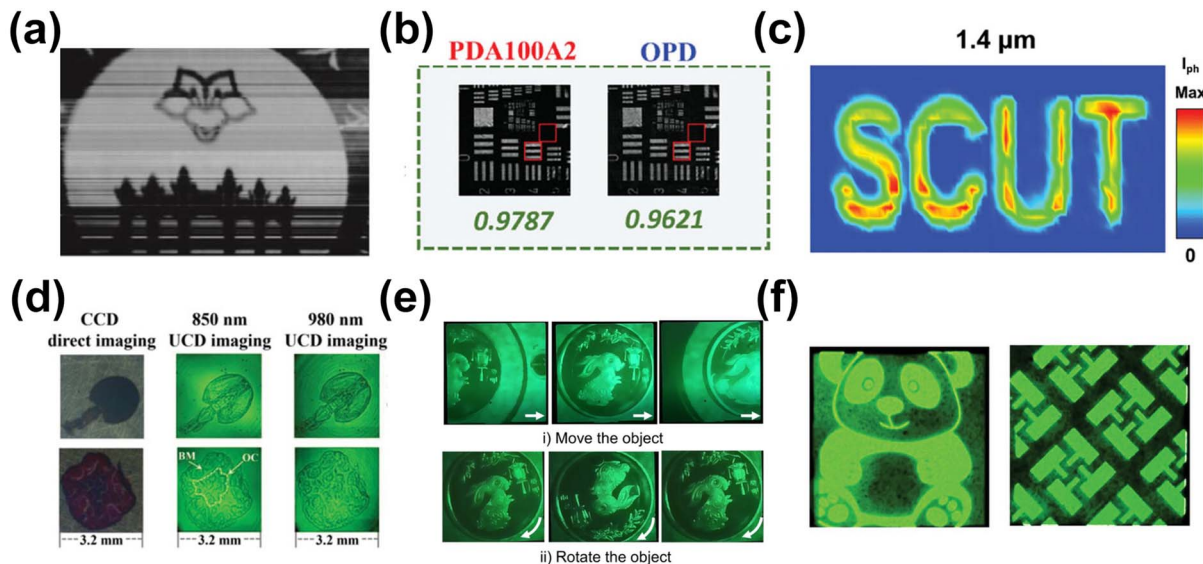 (a)
(b)
PDA100A2
OPD
0.9787
0.9621
(c)
1.4 μm
SCUT
I_ph
Max
0
(d)
CCD
direct imaging
850 nm
UCD imaging
980 nm
UCD imaging
BM
OC
3.2 mm
3.2 mm
3.2 mm
(e)
i) Move the object
ii) Rotate the object
(f)